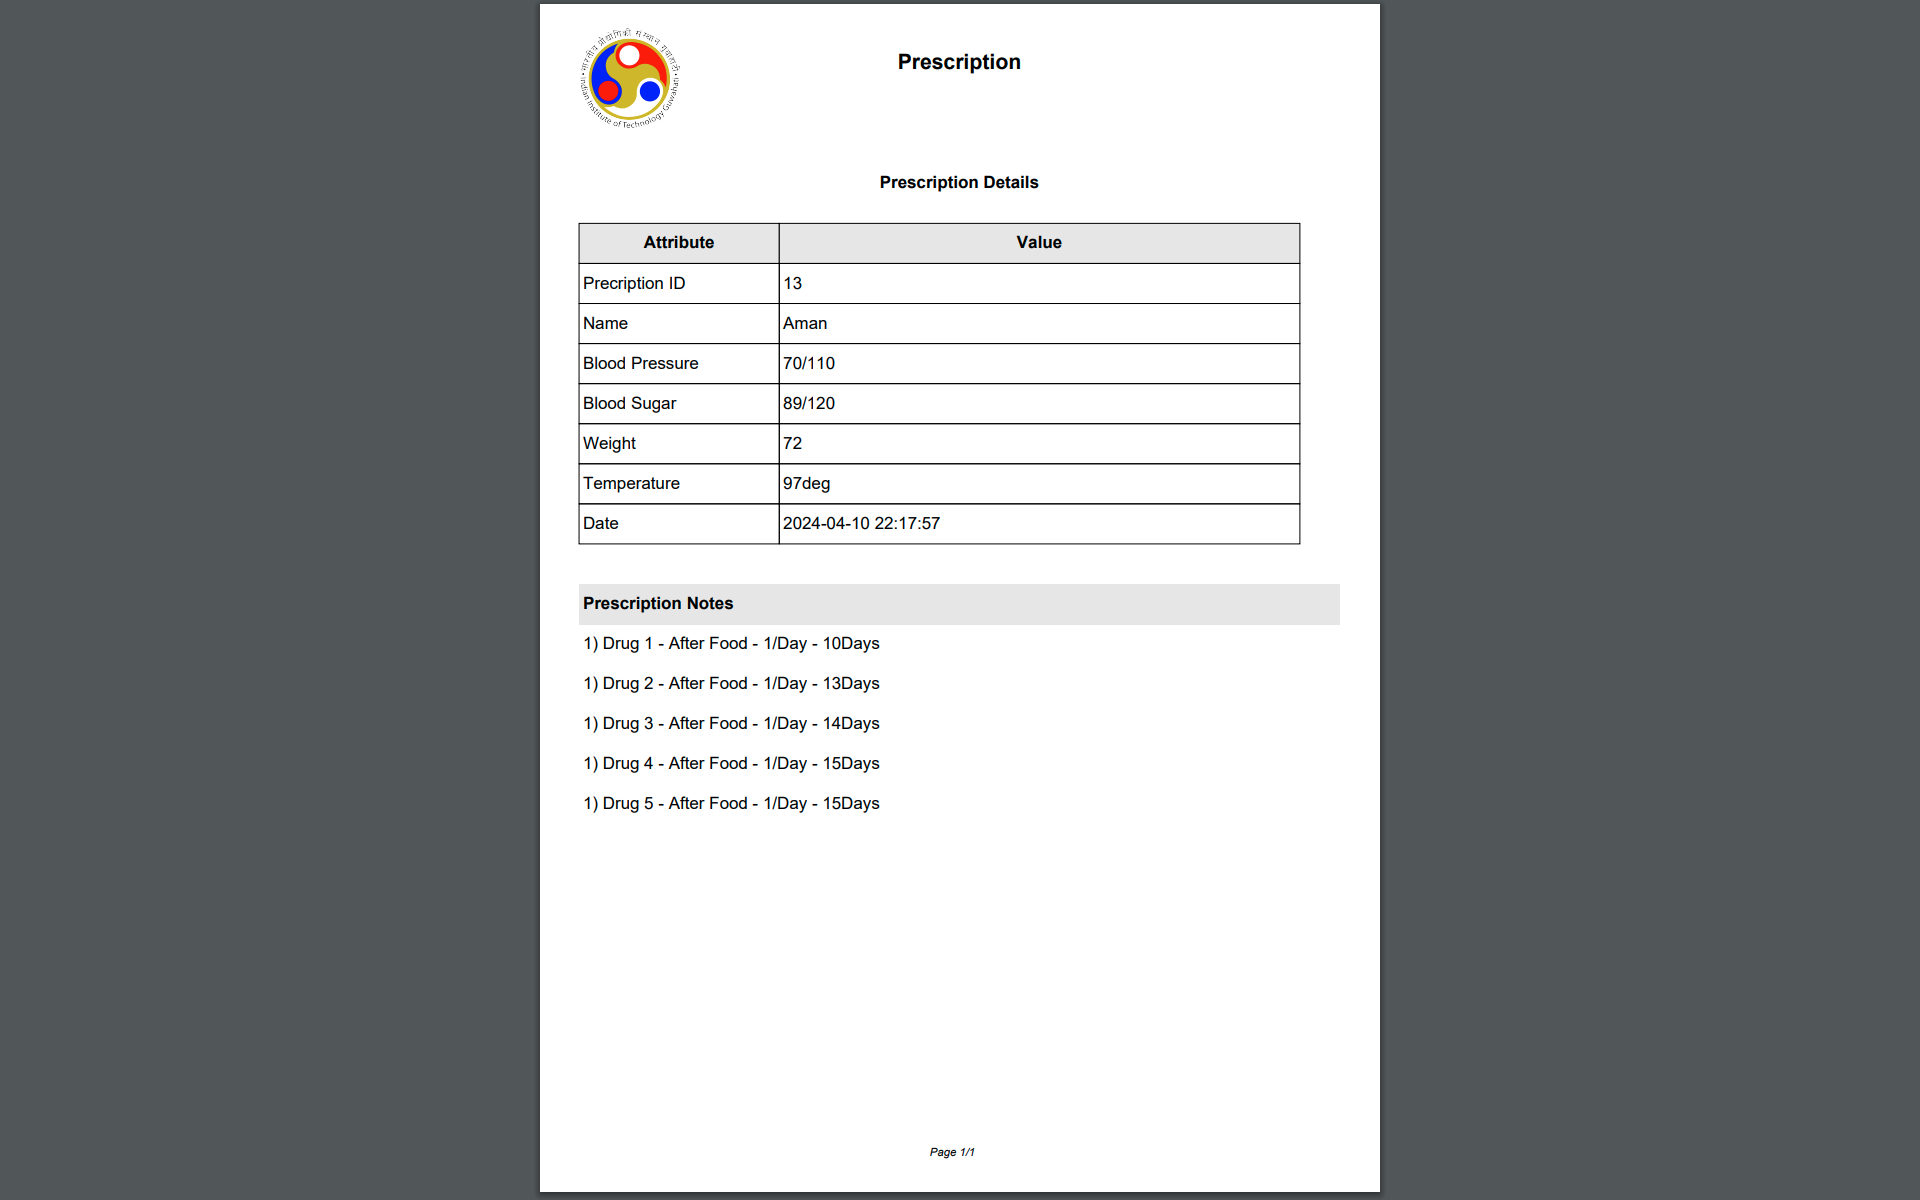 भारतीय प्रौद्योगिकी संस्थान गुवाहाटी
Indian Institute of Technology Guwahati
Prescription
Prescription Details
Attribute Value
Precription ID 13
Name Aman
Blood Pressure 70/110
Blood Sugar 89/120
Weight 72
Temperature 97deg
Date 2024-04-10 22:17:57
Prescription Notes
1) Drug 1 - After Food - 1/Day - 10Days
1) Drug 2 - After Food - 1/Day - 13Days
1) Drug 3 - After Food - 1/Day - 14Days
1) Drug 4 - After Food - 1/Day - 15Days
1) Drug 5 - After Food - 1/Day - 15Days
Page 1/1